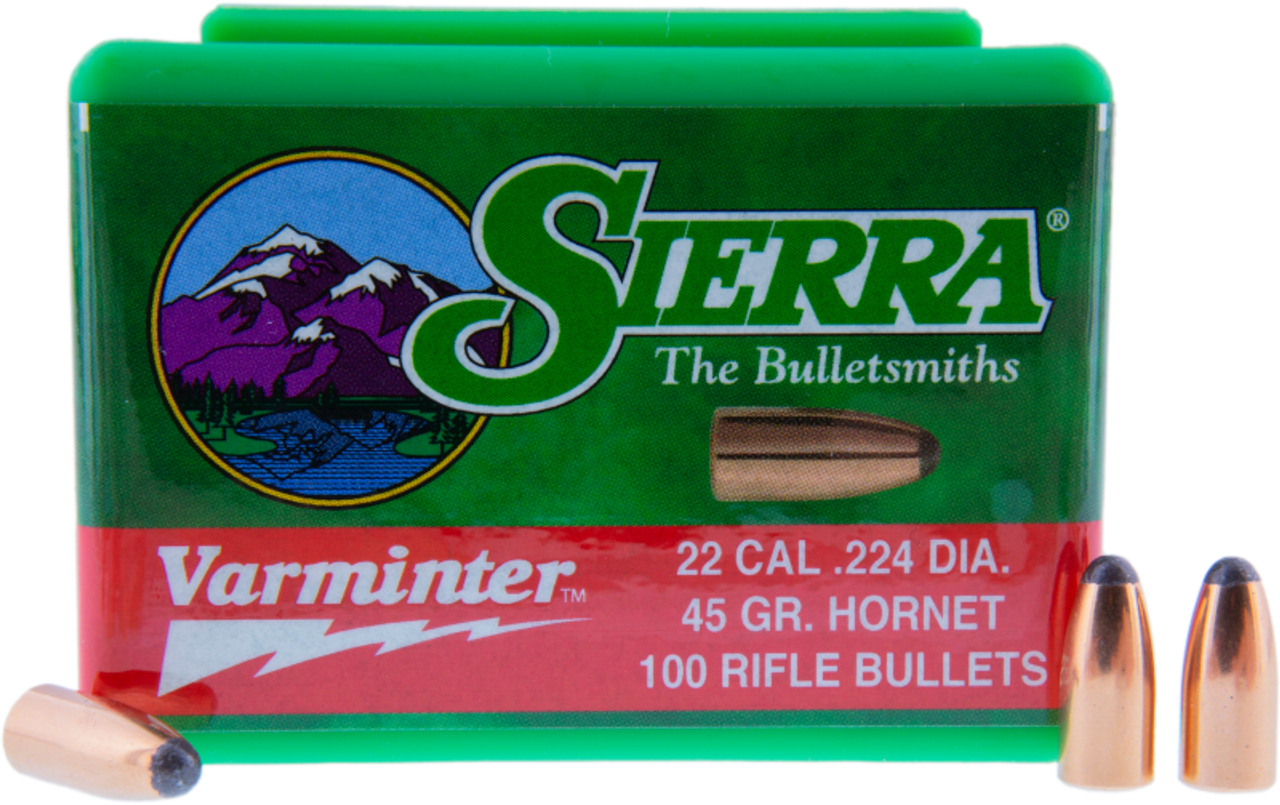 SIERRA®
The Bulletsmiths
Varminter™
22 CAL .224 DIA.
45 GR. HORNET
100 RIFLE BULLETS